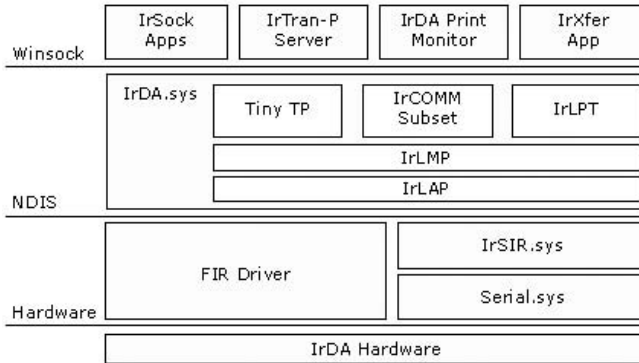 IrSock Apps
IrTran-P Server
IrDA Print Monitor
IrXfer App
Winsock
IrDA.sys
Tiny TP
IrCOMM Subset
IrLPT
IrLMP
IrLAP
NDIS
FIR Driver
IrSIR.sys
Serial.sys
Hardware
IrDA Hardware